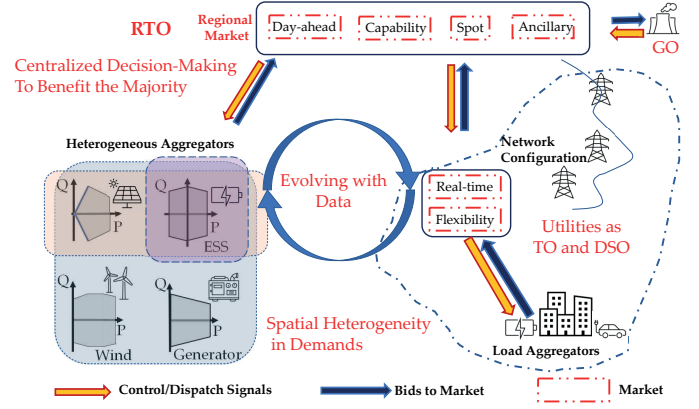 RTO
Regional
Market
Day-ahead
Capability
Spot
Ancillary
GO
Centralized Decision-Making
To Benefit the Majority
Heterogeneous Aggregators
Network
Configuration
Q
P
Q
P
ESS
Evolving with
Data
Real-time
Flexibility
Utilities as
TO and DSO
Q
P
Wind
Q
P
Generator
Spatial Heterogeneity
in Demands
Load Aggregators
Control/Dispatch Signals
Bids to Market
Market